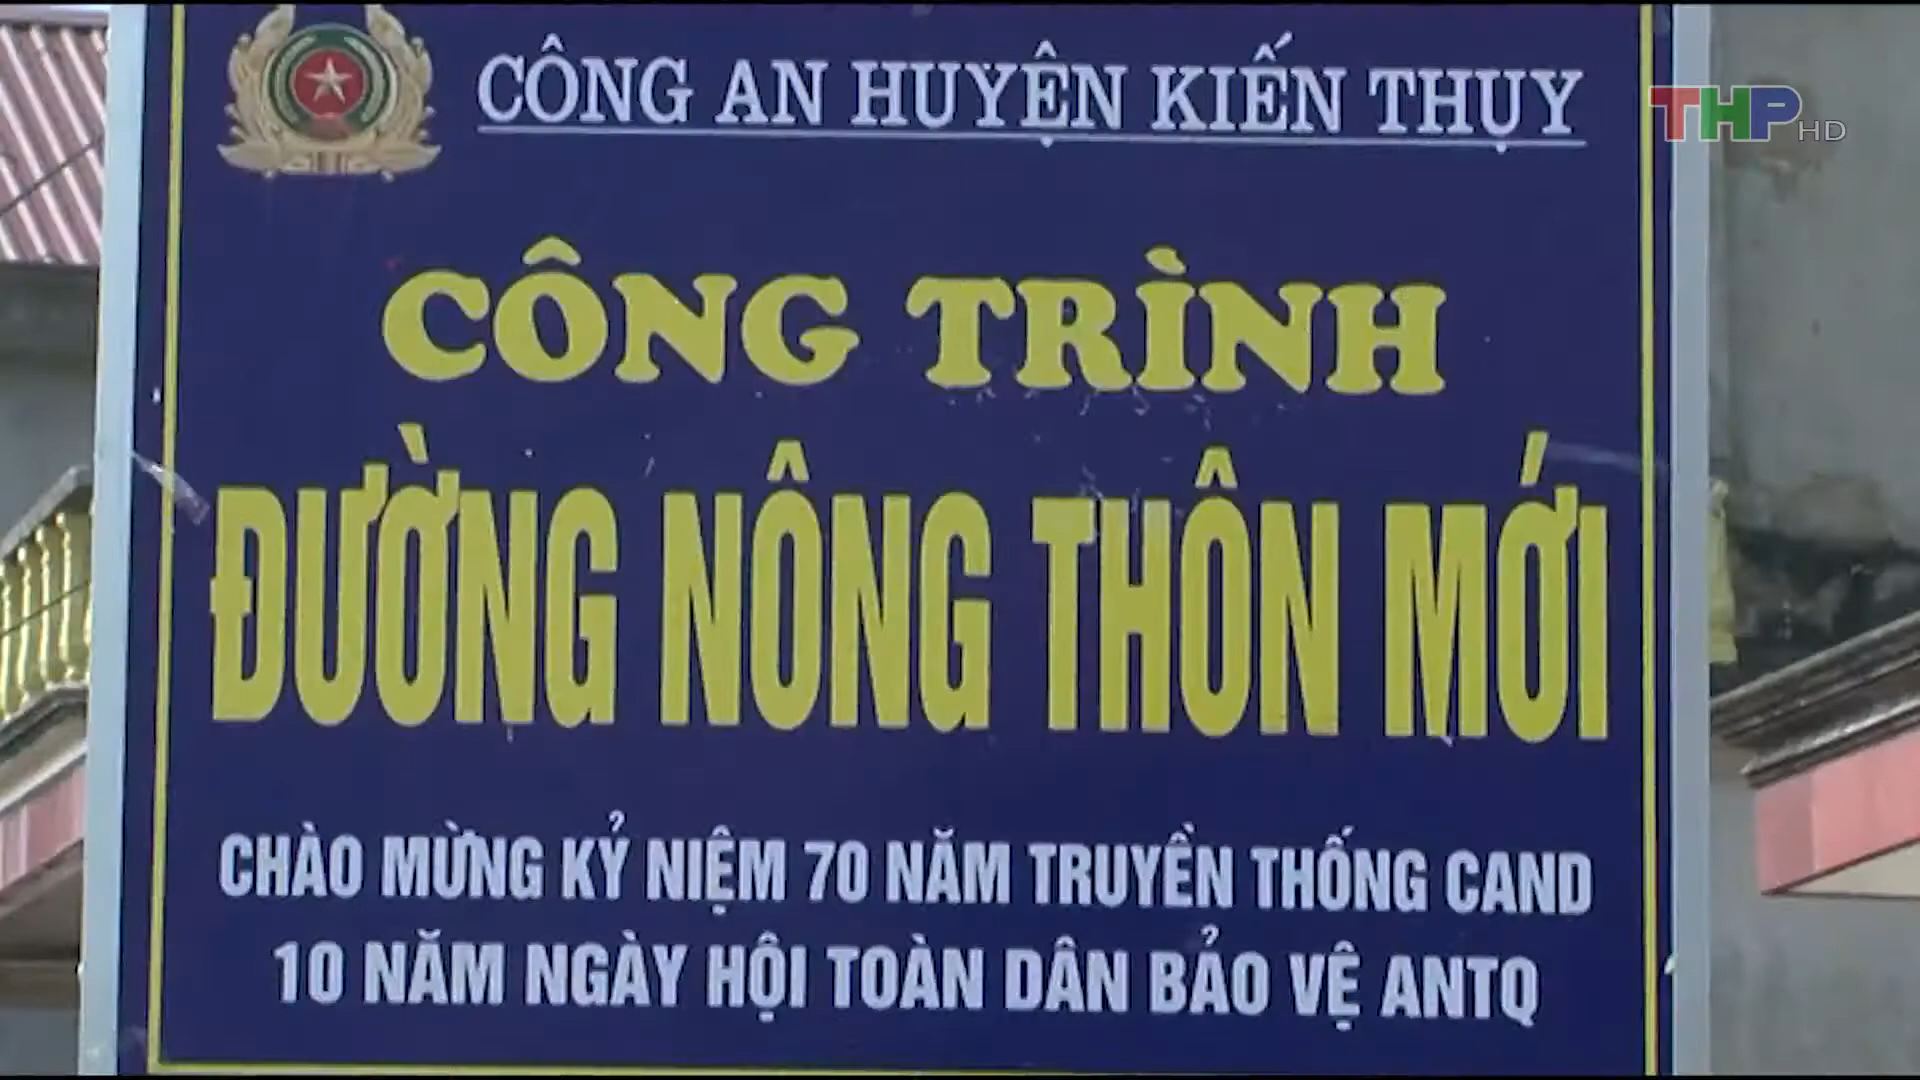 CÔNG AN HUYỆN KIẾN THỤY
THP HD
CÔNG TRÌNH
ĐƯỜNG NÔNG THÔN MỚI
CHÀO MỪNG KỶ NIỆM 70 NĂM TRUYỀN THỐNG CAND
10 NĂM NGÀY HỘI TOÀN DÂN BẢO VỆ ANTQ